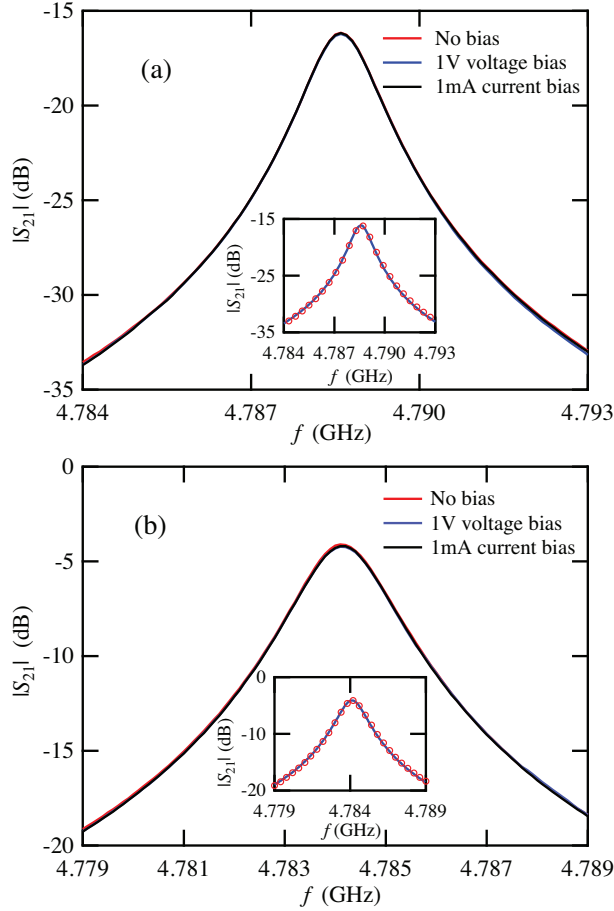 -15
-20
-25
-30
-35
|S21| (dB)
(a)
No bias
1V voltage bias
1mA current bias
-15
-25
-35
|S21| (dB)
4.784 4.787 4.790 4.793
f (GHz)
4.784 4.787 4.790 4.793
f (GHz)
0
-5
-10
-15
-20
|S21| (dB)
(b)
No bias
1V voltage bias
1mA current bias
0
-10
-20
|S21| (dB)
4.779 4.784 4.789
f (GHz)
4.779 4.781 4.783 4.785 4.787 4.789
f (GHz)